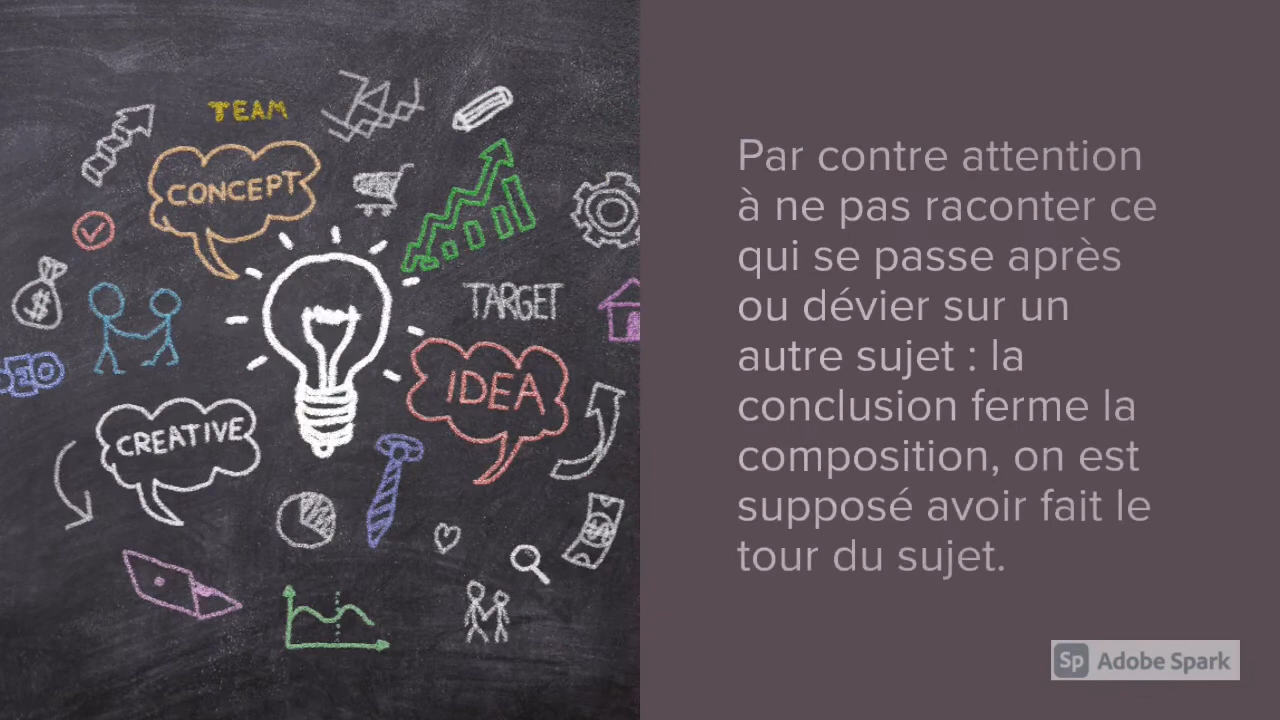 TEAM
CONCEPT
TARGET
IDEA
CREATIVE
Par contre attention
à ne pas raconter ce
qui se passe après
ou dévier sur un
autre sujet : la
conclusion ferme la
composition, on est
supposé avoir fait le
tour du sujet.
Sp Adobe Spark